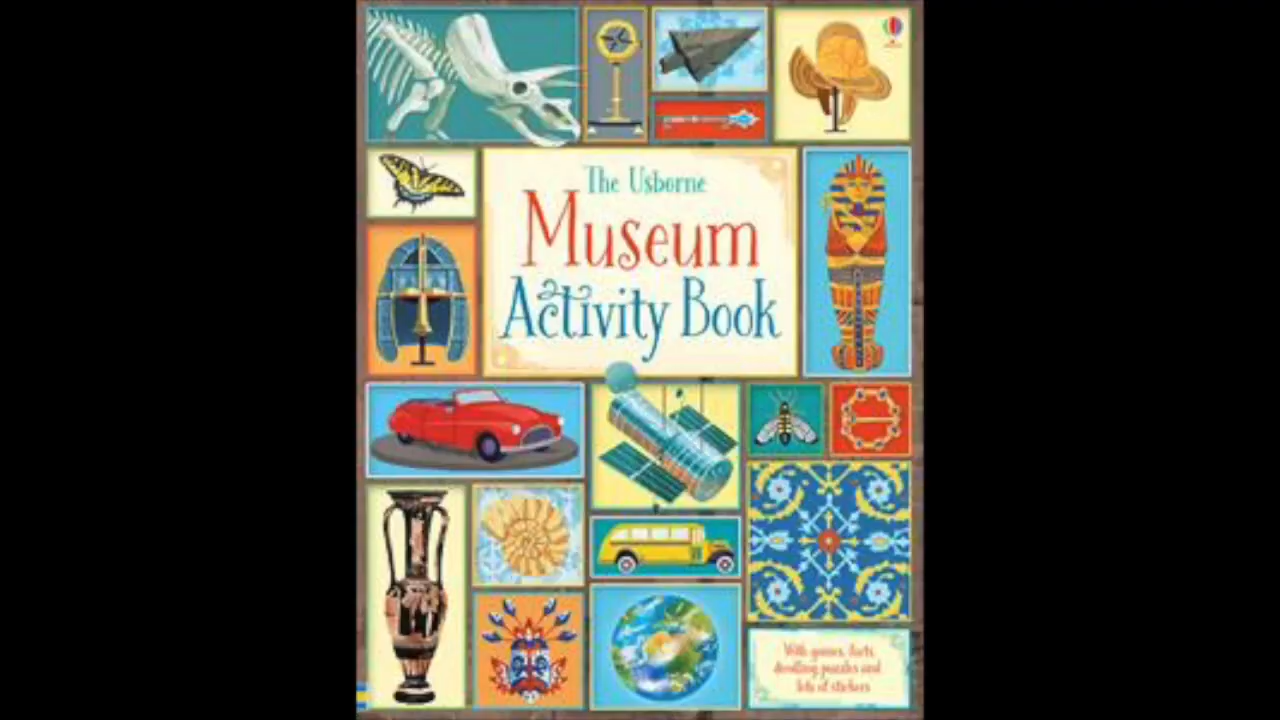 The Usborne
Museum
Activity Book
With games, facts,
doodling, puzzles and
lots of stickers